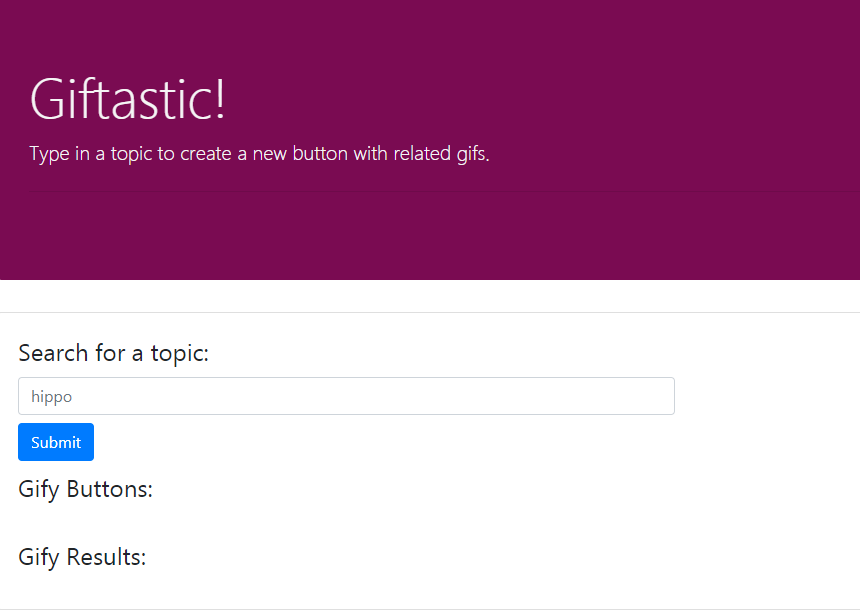 Giftastic!
Type in a topic to create a new button with related gifs.
Search for a topic:
hippo
Submit
Gify Buttons:
Gify Results: